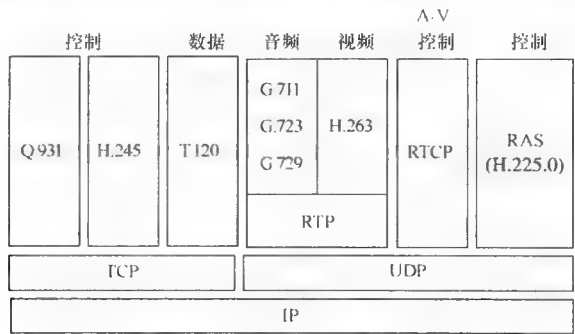 A·V
控制 数据 音频 视频 控制 控制
G.711
G.723
G.729
H.263
Q.931 H.245 T.120 RTCP RAS
(H.225.0)
RTP
TCP UDP
IP